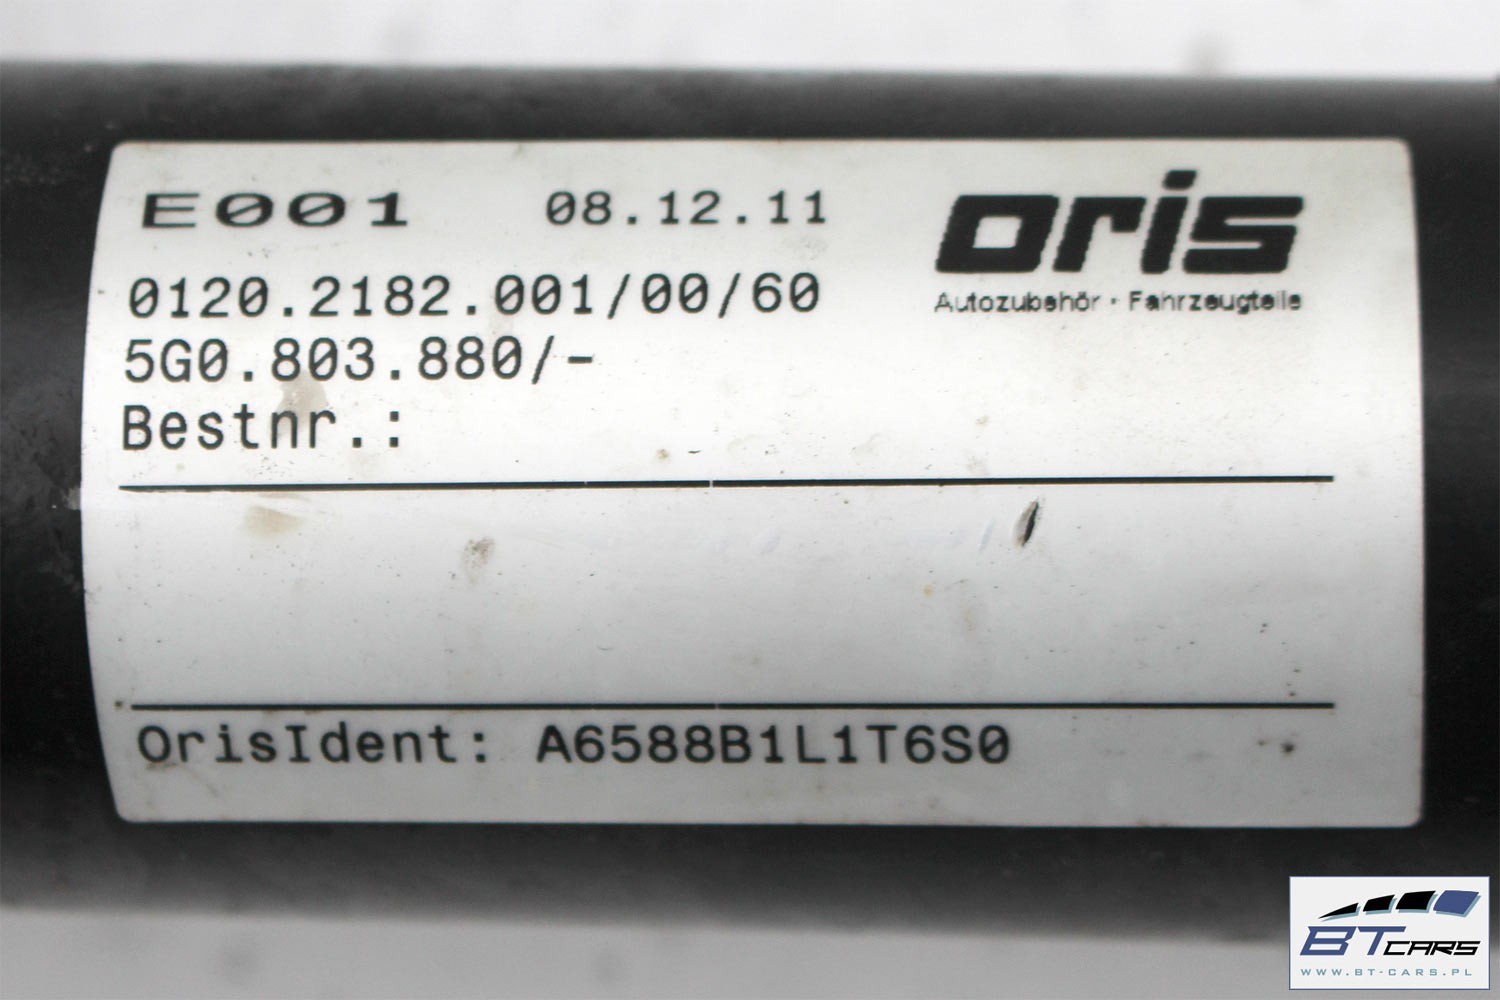 E001 08.12.11 oris
0120.2182.001/00/60
Autozubehör · Fahrzeugteile
5G0.803.880/-
Bestnr.:
OrisIdent: A6588B1L1T6S0
BT CARS
WWW.BT-CARS.PL